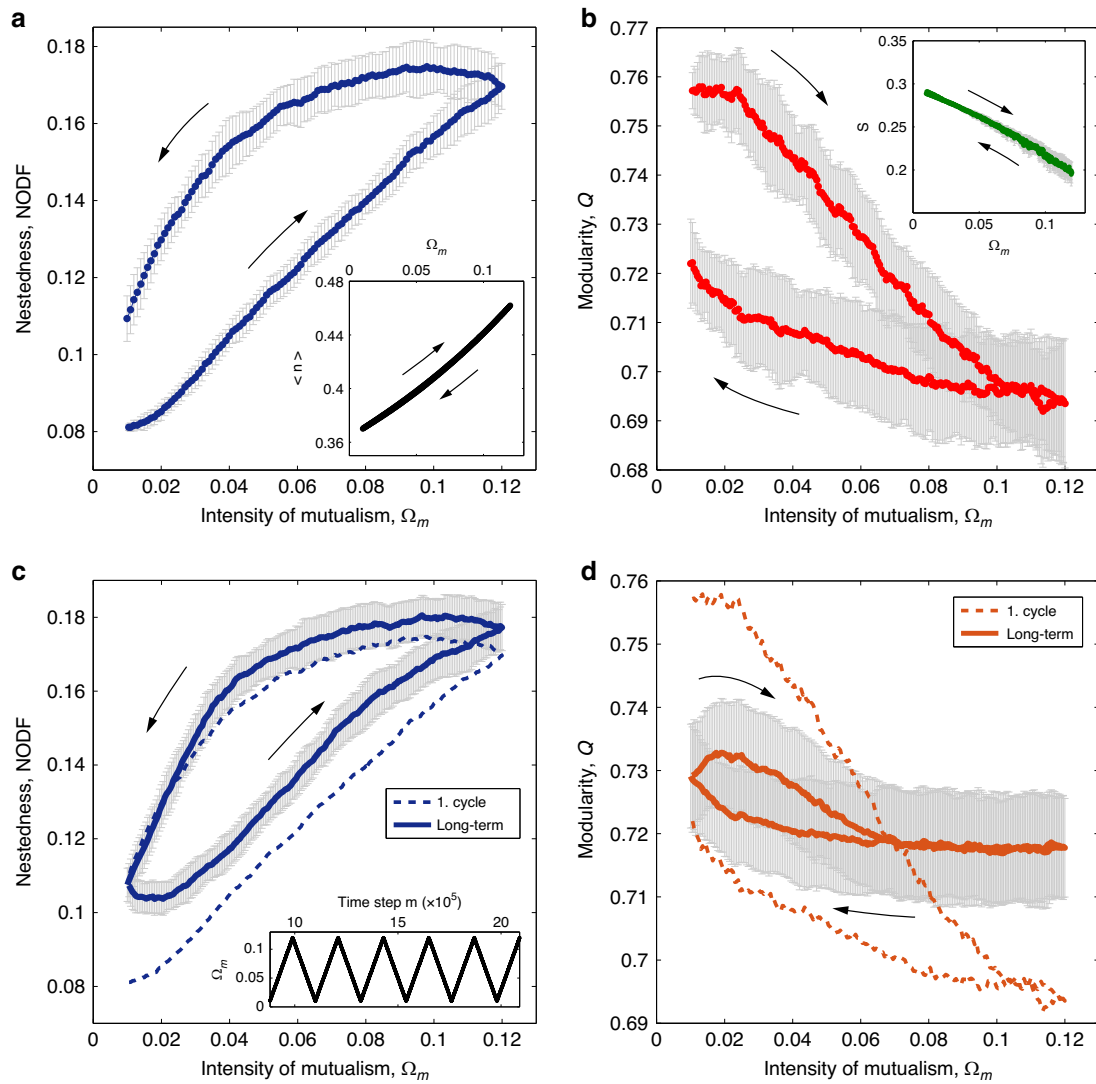 a
0.18
0.16
0.14
0.12
0.1
0.08
Nestedness, NODF
0 0.02 0.04 0.06 0.08 0.1 0.12
Intensity of mutualism, Ωm
Ωm
0 0.05 0.1
0.48
0.44
0.4
0.36
< n >
b
0.77
0.76
0.75
0.74
0.73
0.72
0.71
0.7
0.69
0.68
Modularity, Q
0 0.02 0.04 0.06 0.08 0.1 0.12
Intensity of mutualism, Ωm
0.35
0.3
0.25
0.2
S
0.05 0.1
Ωm
c
0.18
0.16
0.14
0.12
0.1
0.08
Nestedness, NODF
1. cycle
Long-term
Time step m (×10⁵)
10 15 20
0.1
0.05
0
Ωm
0 0.02 0.04 0.06 0.08 0.1 0.12
Intensity of mutualism, Ωm
d
0.76
0.75
0.74
0.73
0.72
0.71
0.7
0.69
Modularity, Q
1. cycle
Long-term
0 0.02 0.04 0.06 0.08 0.1 0.12
Intensity of mutualism, Ωm